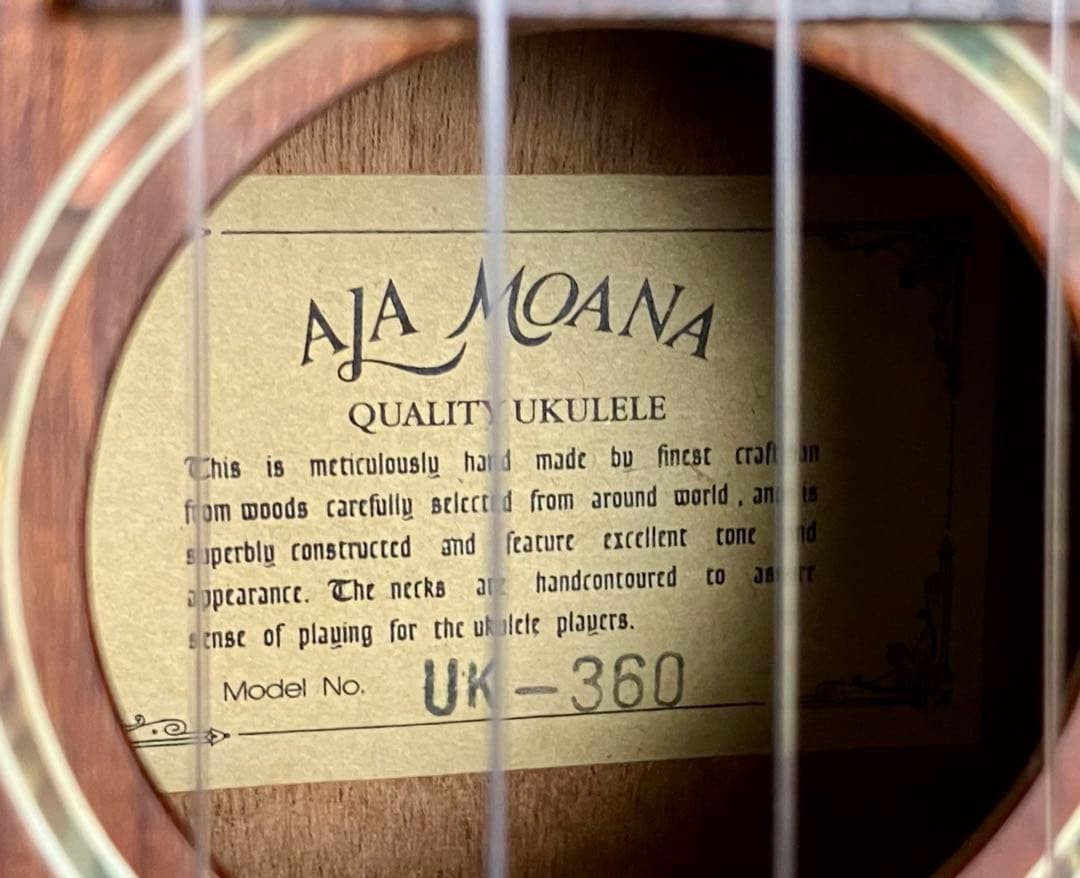 AJA MOANA
QUALITY UKULELE
This is meticulously hand made by finest craftman
from woods carefully selected from around world, and is
superbly constructed and feature excellent tone and
appearance. The necks are handcontoured to assure
sense of playing for the ukulele players.
Model No. UK-360